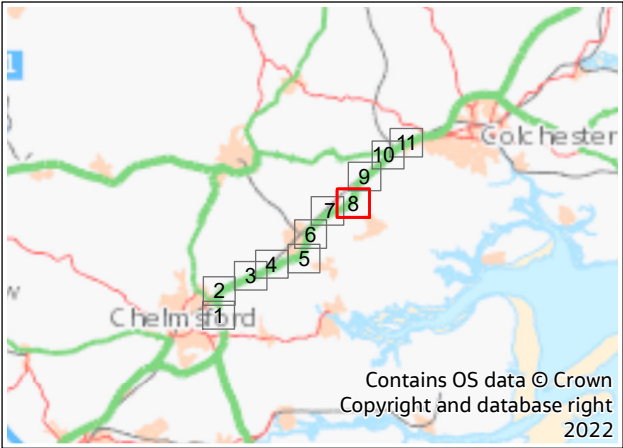 1
Colchester
11
10
9
8
7
6
5
4
3
2
1
Chelmsford
w
Contains OS data © Crown
Copyright and database right
2022